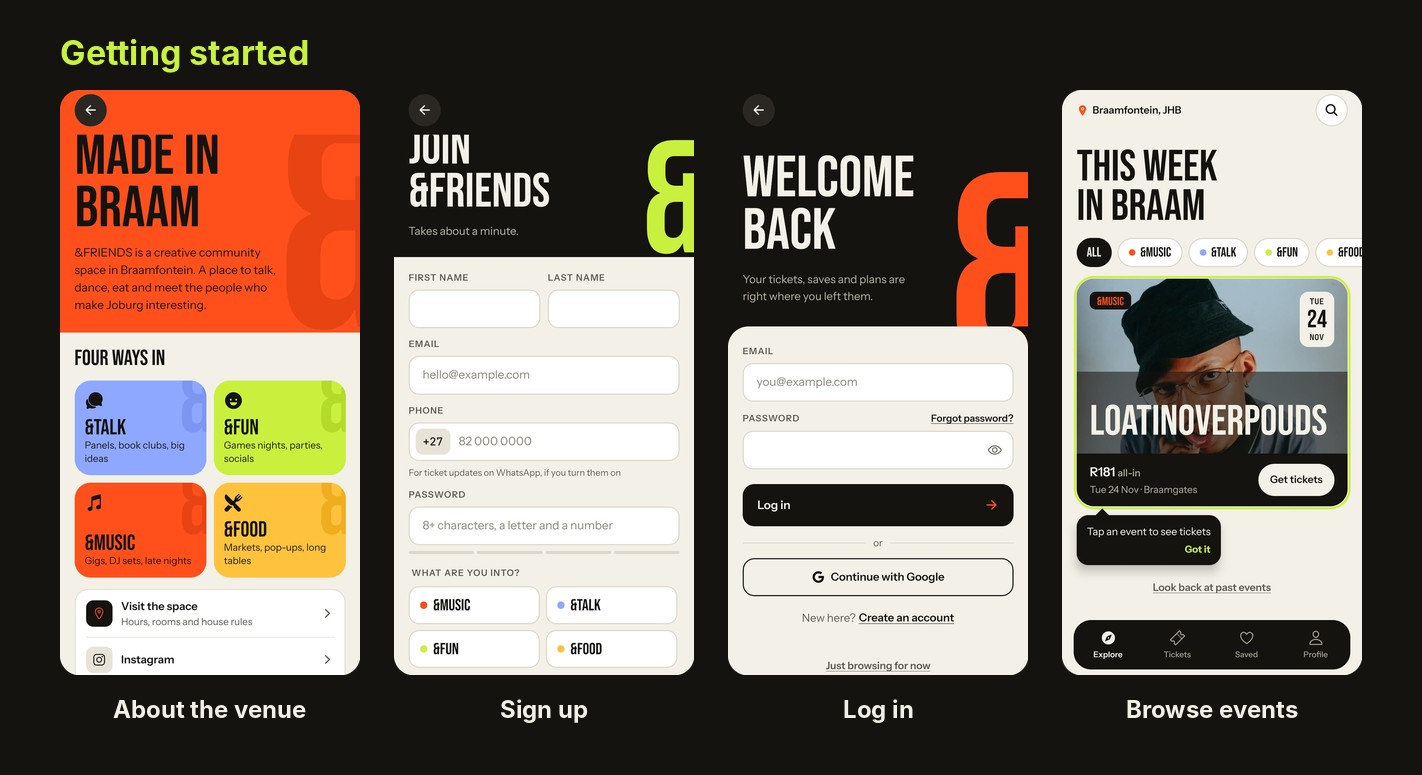 Getting started
MADE IN
BRAAM
&
&FRIENDS is a creative community
space in Braamfontein. A place to talk,
dance, eat and meet the people who
make Joburg interesting.
FOUR WAYS IN
&
&TALK
Panels, book clubs, big
ideas
&
&FUN
Games nights, parties,
socials
&
&MUSIC
Gigs, DJ sets, late nights
&
&FOOD
Markets, pop-ups, long
tables
Visit the space
Hours, rooms and house rules
Instagram
About the venue
JOIN
&FRIENDS
&
Takes about a minute.
FIRST NAME
LAST NAME
EMAIL
hello@example.com
PHONE
+27
82 000 0000
For ticket updates on WhatsApp, if you turn them on
PASSWORD
8+ characters, a letter and a number
WHAT ARE YOU INTO?
&MUSIC
&TALK
&FUN
&FOOD
Sign up
WELCOME
BACK
&
Your tickets, saves and plans are
right where you left them.
EMAIL
you@example.com
PASSWORD
Forgot password?
Log in
or
G Continue with Google
New here? Create an account
Just browsing for now
Log in
Braamfontein, JHB
THIS WEEK
IN BRAAM
ALL
&MUSIC
&TALK
&FUN
&FOOD
&MUSIC
TUE
24
NOV
LOATINOVERPOUDS
R181 all-in
Tue 24 Nov · Braamgates
Get tickets
Tap an event to see tickets
Got it
Look back at past events
Explore
Tickets
Saved
Profile
Browse events